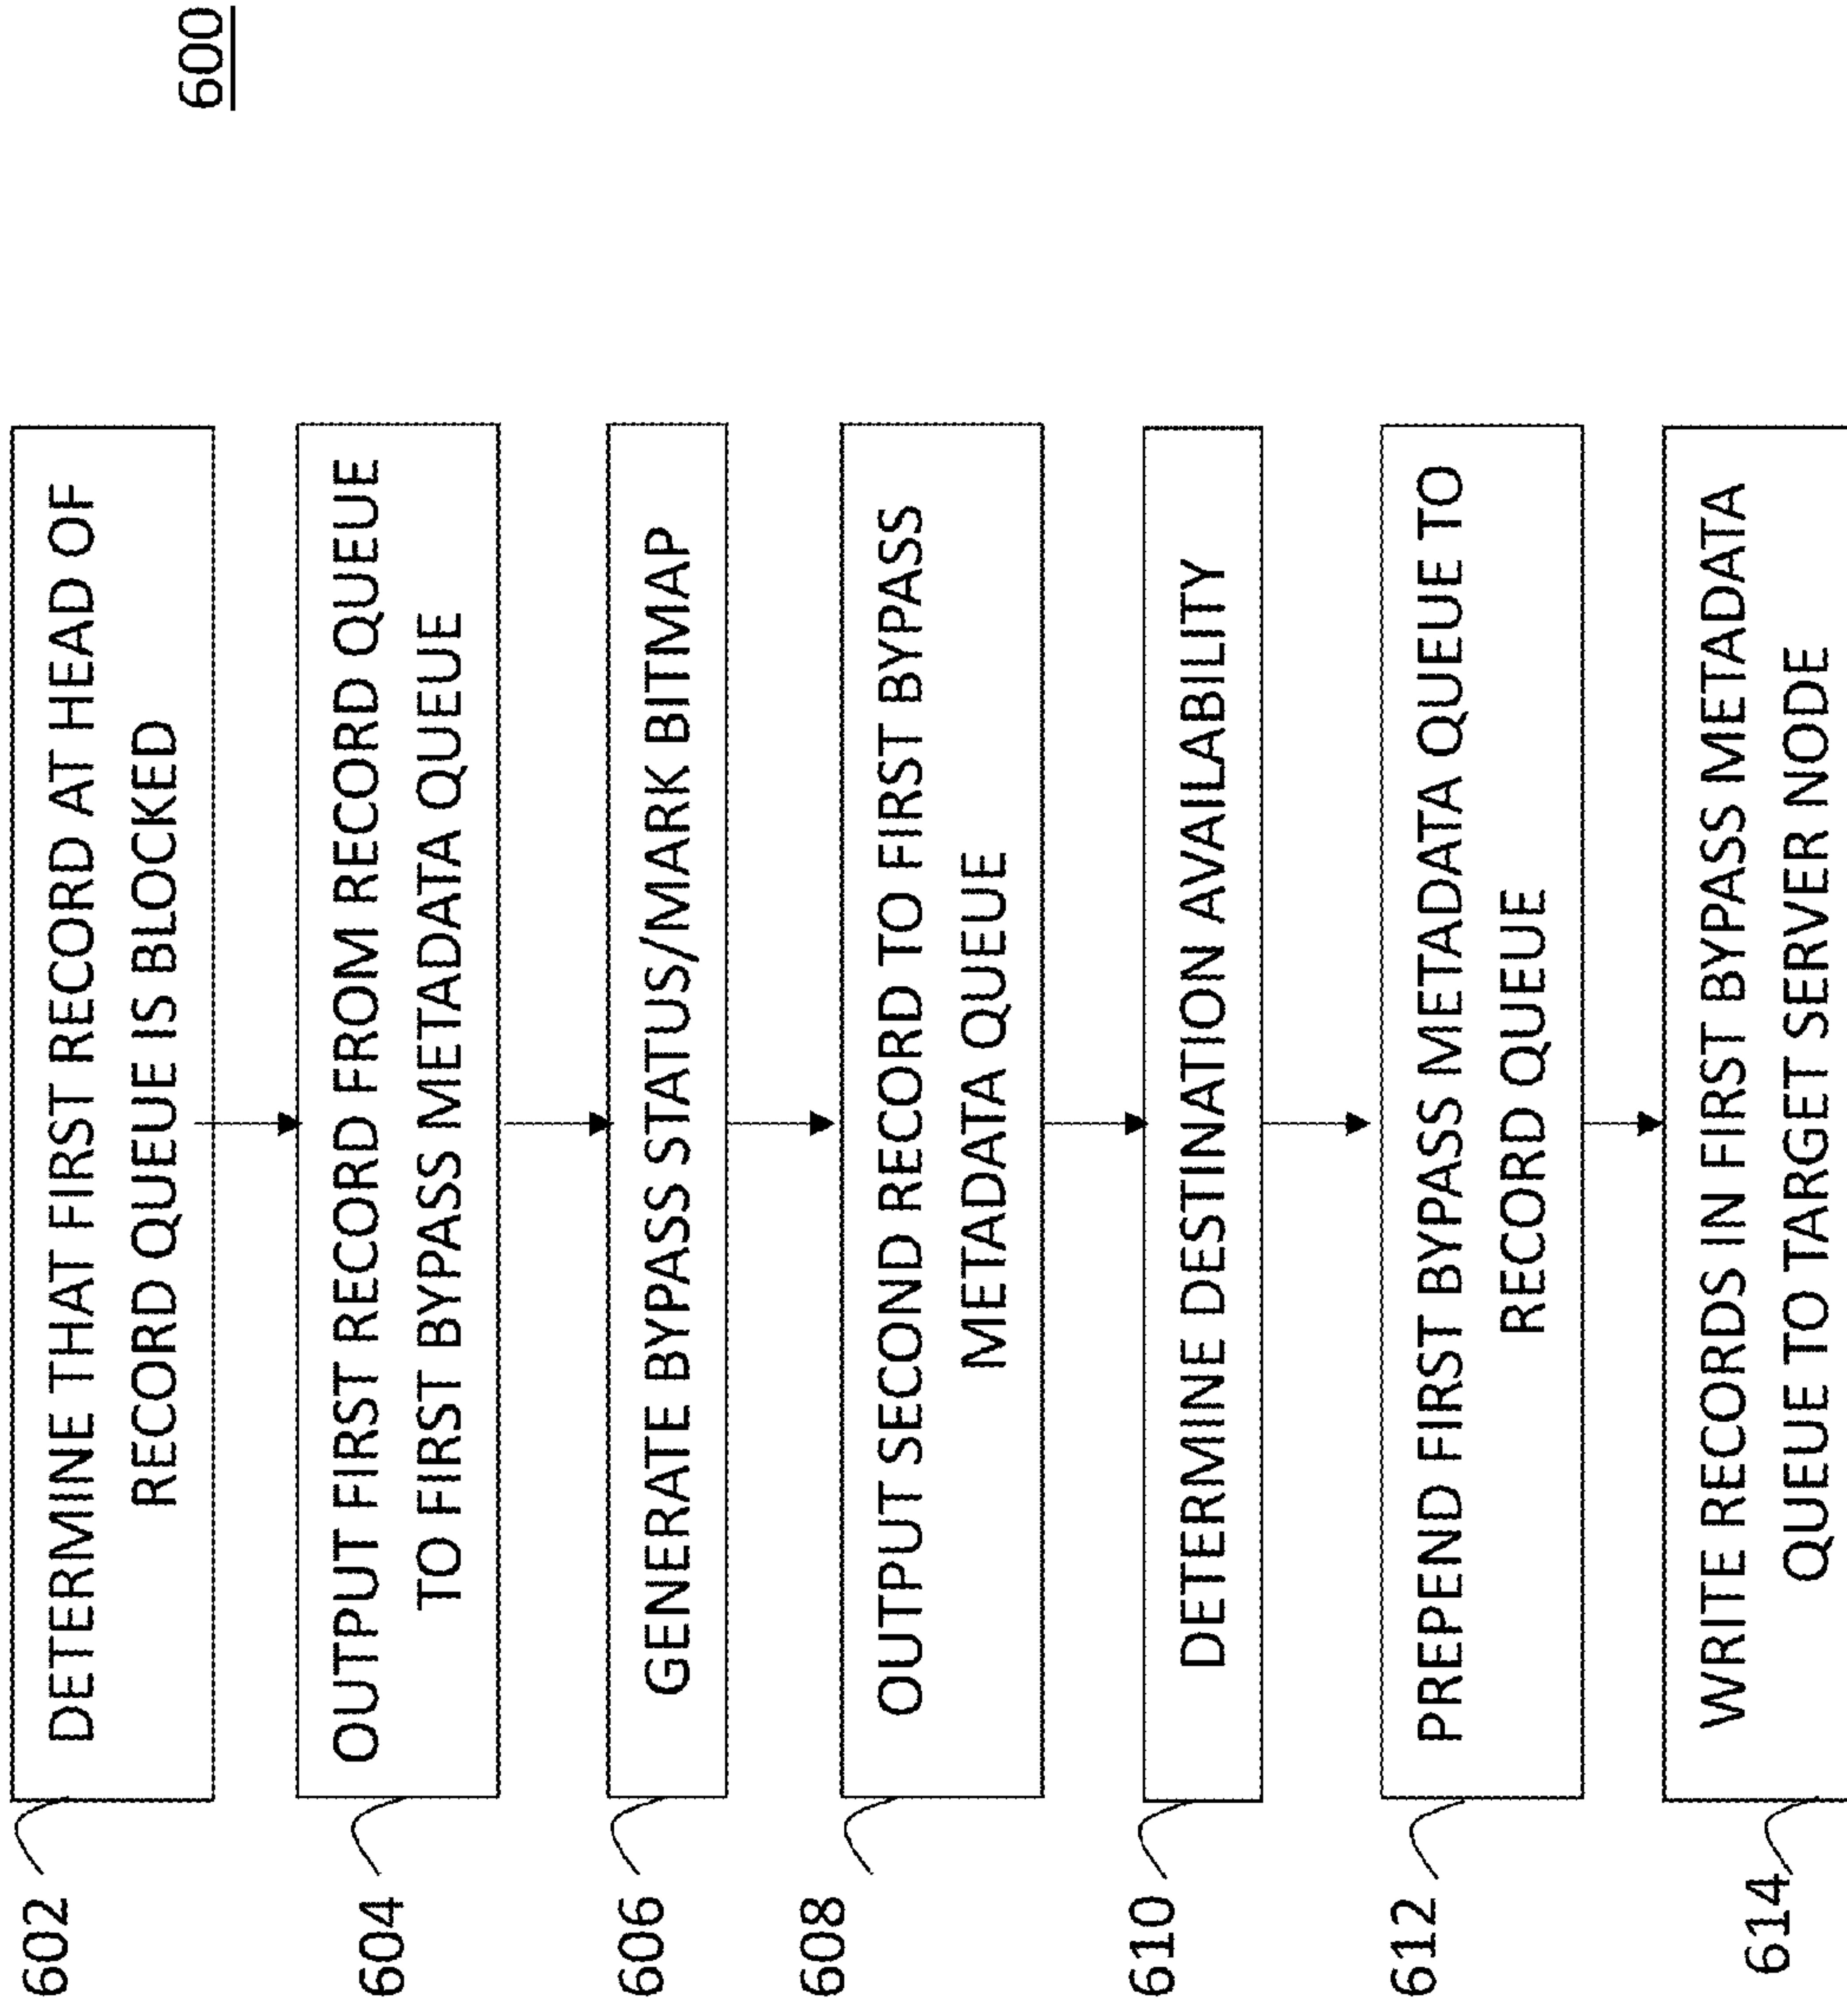 600
602
DETERMINE THAT FIRST RECORD AT HEAD OF
RECORD QUEUE IS BLOCKED
604
OUTPUT FIRST RECORD FROM RECORD QUEUE
TO FIRST BYPASS METADATA QUEUE
606
GENERATE BYPASS STATUS/MARK BITMAP
608
OUTPUT SECOND RECORD TO FIRST BYPASS
METADATA QUEUE
610
DETERMINE DESTINATION AVAILABILITY
612
PREPEND FIRST BYPASS METADATA QUEUE TO
RECORD QUEUE
614
WRITE RECORDS IN FIRST BYPASS METADATA
QUEUE TO TARGET SERVER NODE